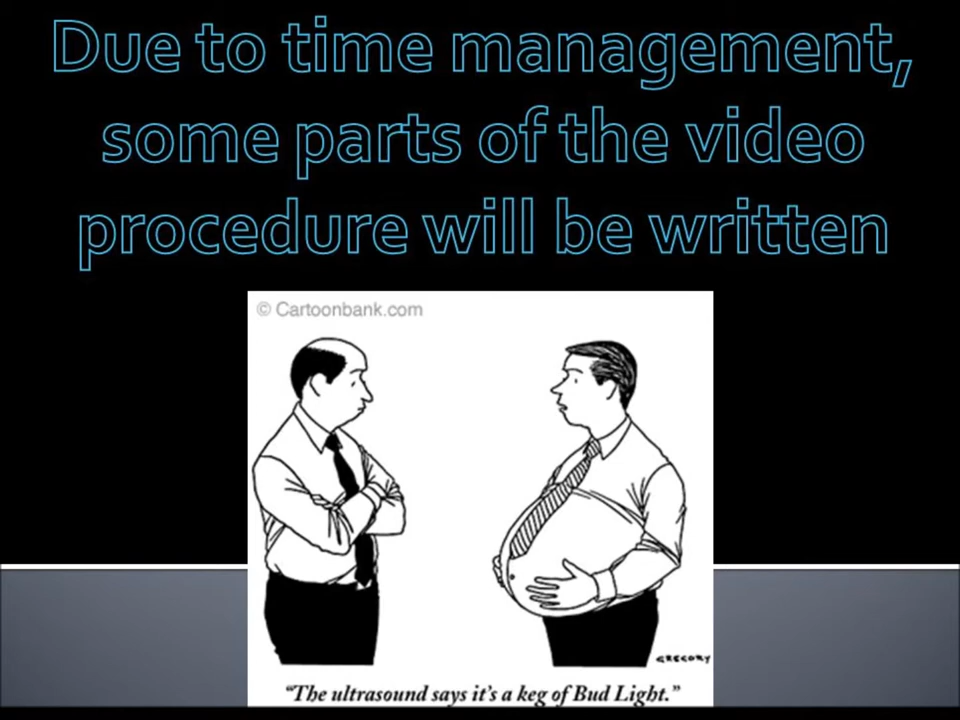 Due to time management,
some parts of the video
procedure will be written
© Cartoonbank.com
GREGORY
“The ultrasound says it’s a keg of Bud Light.”